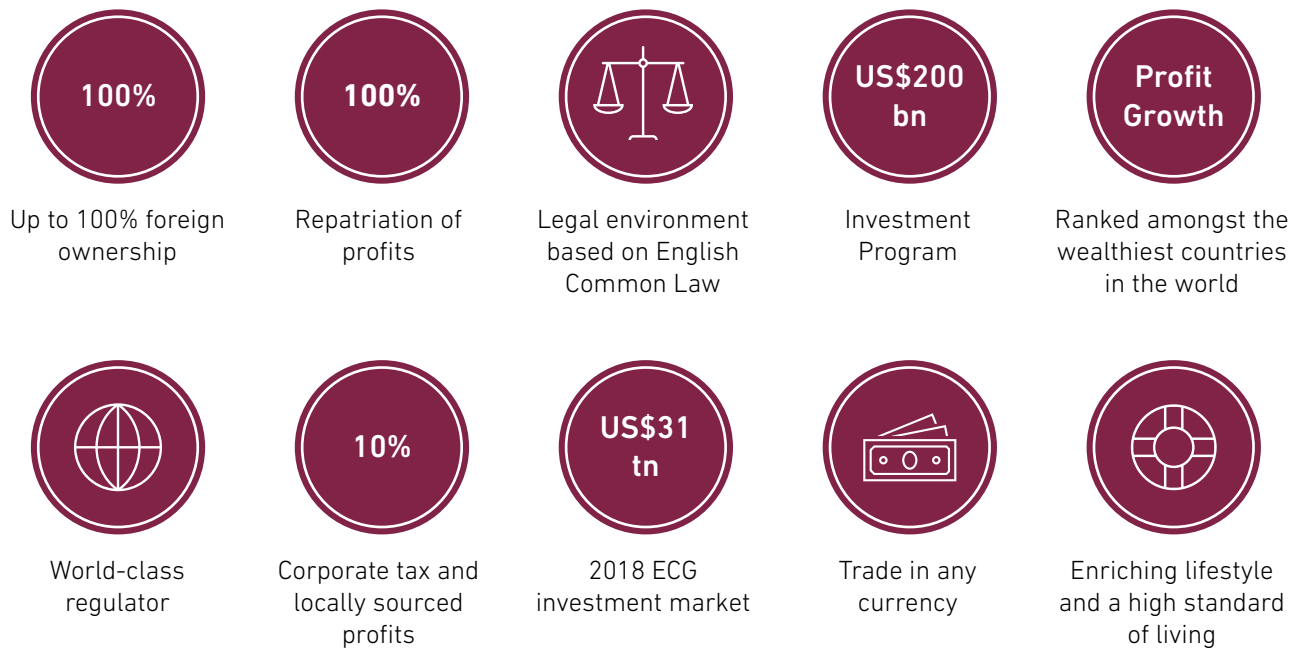 100%
Up to 100% foreign
ownership
100%
Repatriation of
profits
Legal environment
based on English
Common Law
US$200
bn
Investment
Program
Profit
Growth
Ranked amongst the
wealthiest countries
in the world
World-class
regulator
10%
Corporate tax and
locally sourced
profits
US$31
tn
2018 ECG
investment market
Trade in any
currency
Enriching lifestyle
and a high standard
of living